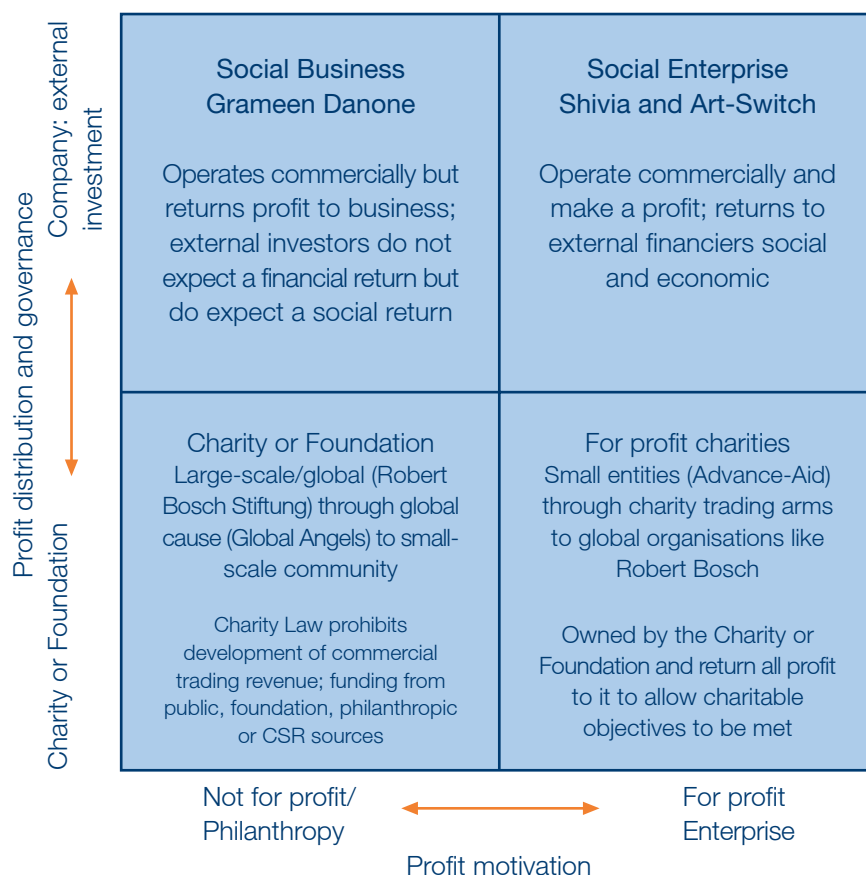 Profit distribution and governance
Company: external
investment
Charity or Foundation
Social Business
Grameen Danone
Operates commercially but
returns profit to business;
external investors do not
expect a financial return but
do expect a social return
Social Enterprise
Shivia and Art-Switch
Operate commercially and
make a profit; returns to
external financiers social
and economic
Charity or Foundation
Large-scale/global (Robert
Bosch Stiftung) through global
cause (Global Angels) to small-
scale community
Charity Law prohibits
development of commercial
trading revenue; funding from
public, foundation, philanthropic
or CSR sources
For profit charities
Small entities (Advance-Aid)
through charity trading arms
to global organisations like
Robert Bosch
Owned by the Charity or
Foundation and return all profit
to it to allow charitable
objectives to be met
Not for profit/
Philanthropy
For profit
Enterprise
Profit motivation